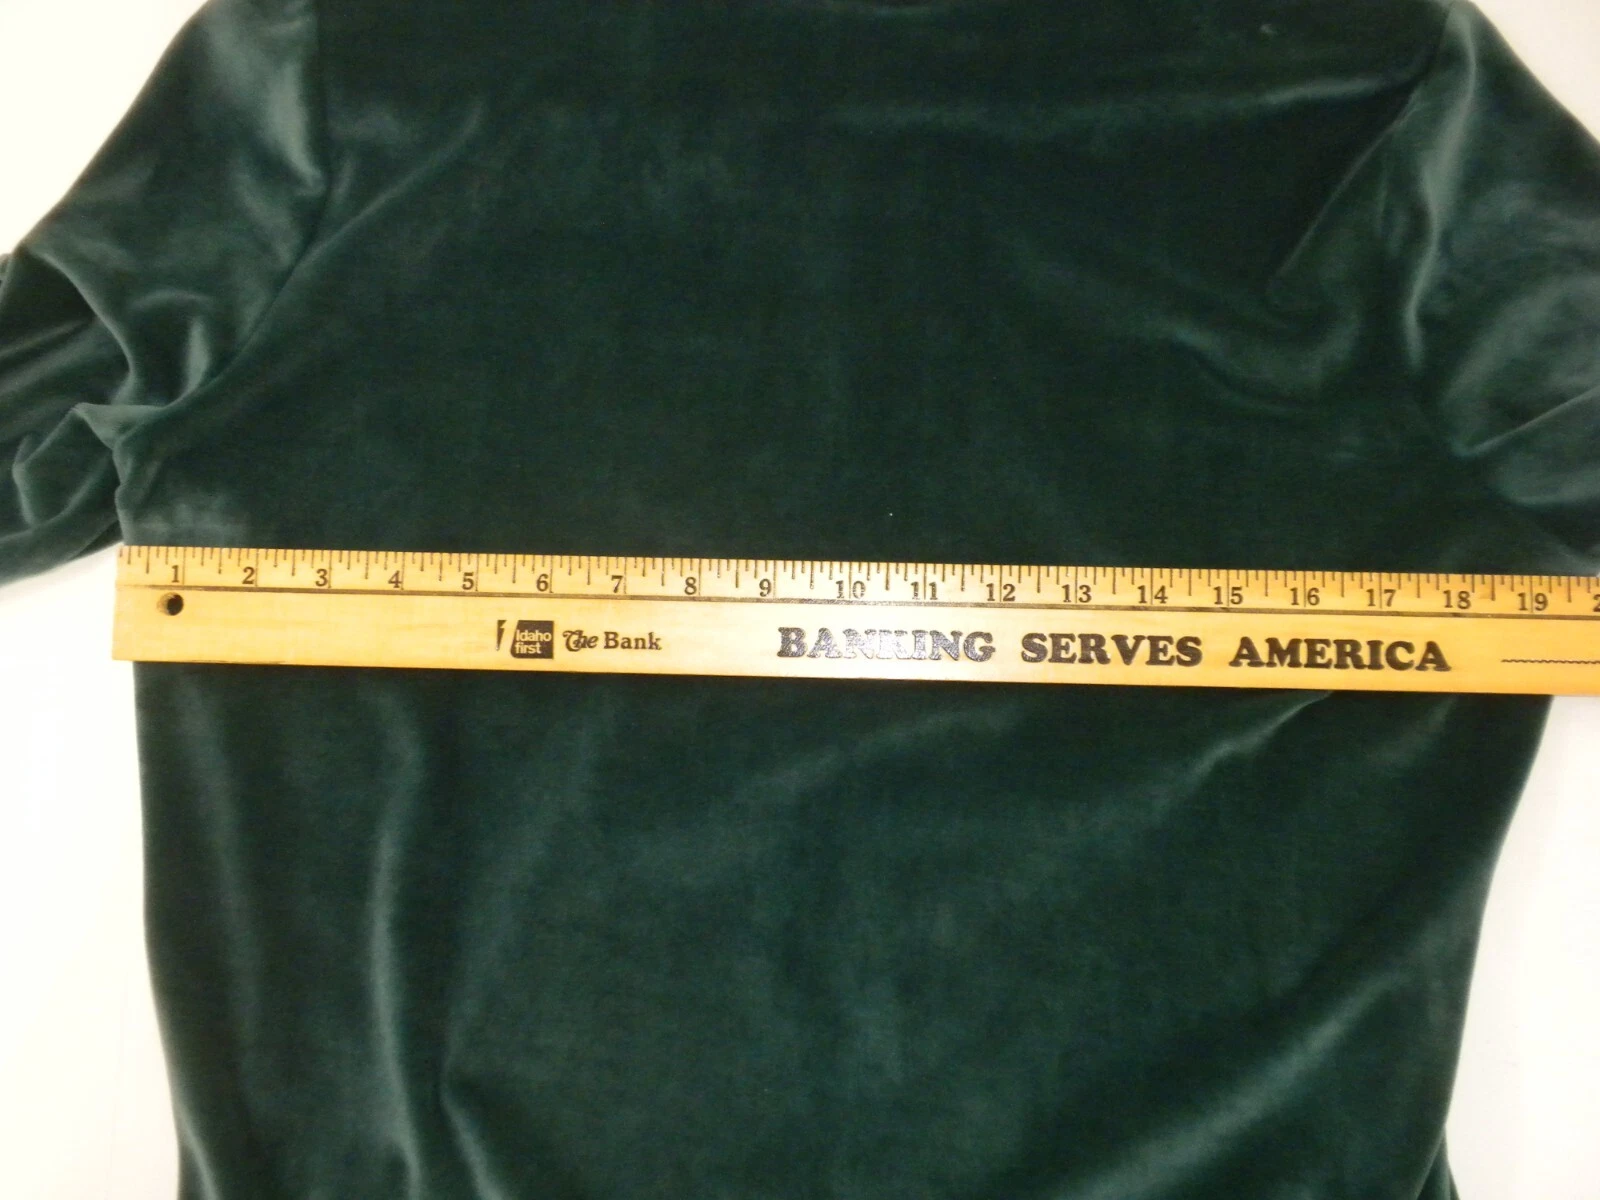 1 2 3 4 5 6 7 8 9 10 11 12 13 14 15 16 17 18 19
Idaho
first
The Bank
BANKING SERVES AMERICA